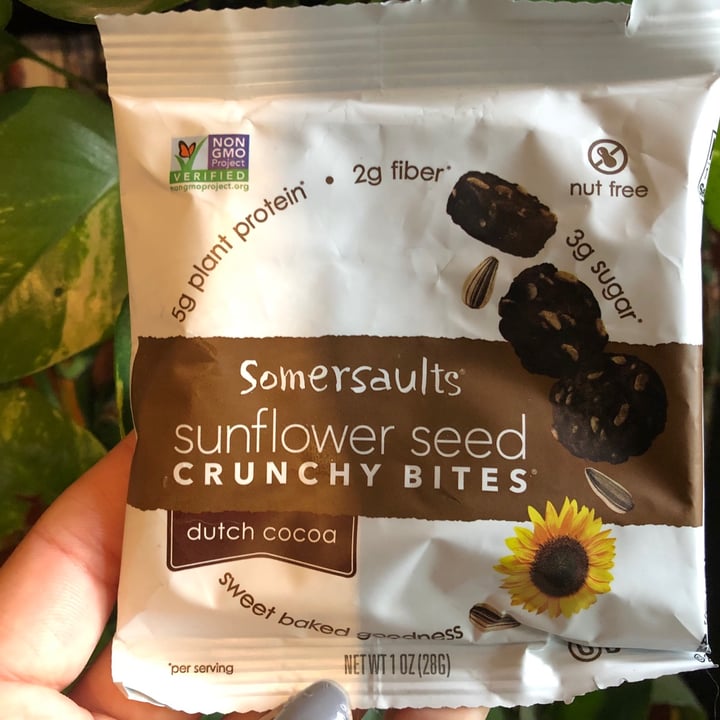 NON
GMO
Project
VERIFIED
nongmoproject.org
nut free
5g plant protein* • 2g fiber*
3g sugar*
Somersaults®
sunflower seed
CRUNCHY BITES®
dutch cocoa
sweet baked goodness
*per serving
NET WT 1 OZ (28G)